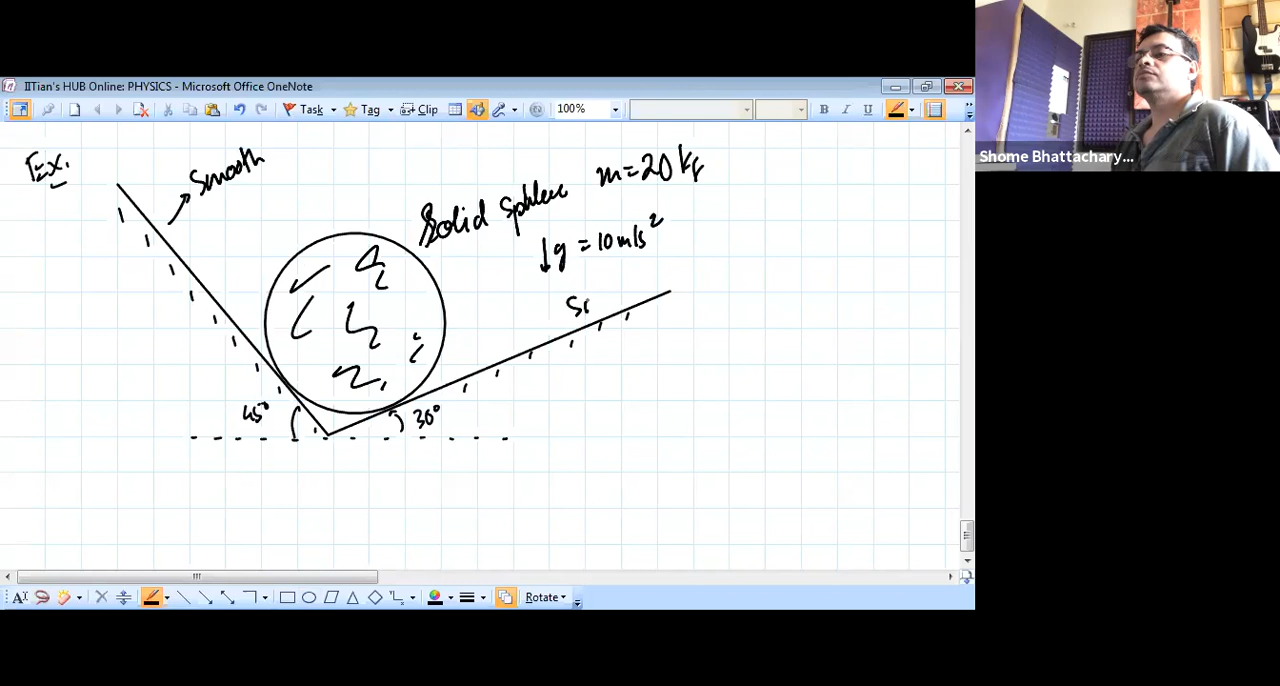 IITian's HUB Online: PHYSICS - Microsoft Office OneNote
Task Tag Clip 100% B I U
Shome Bhattachary...
Ex.
Smooth
Solid Sphere m=20 kg
↓g = 10 m/s²
Sm
45°
30°
Rotate